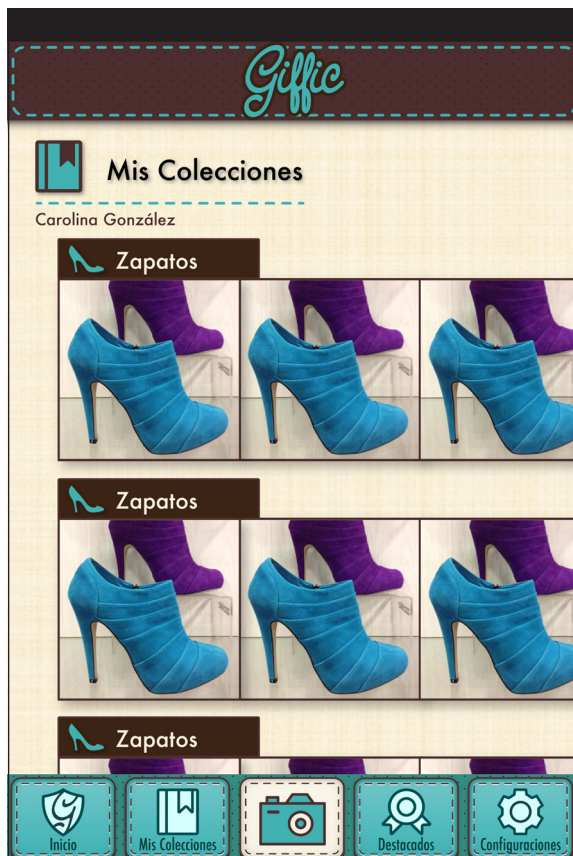 Giffic
Mis Colecciones
Carolina González
Zapatos
Zapatos
Zapatos
Inicio
Mis Colecciones
Destacados
Configuraciones